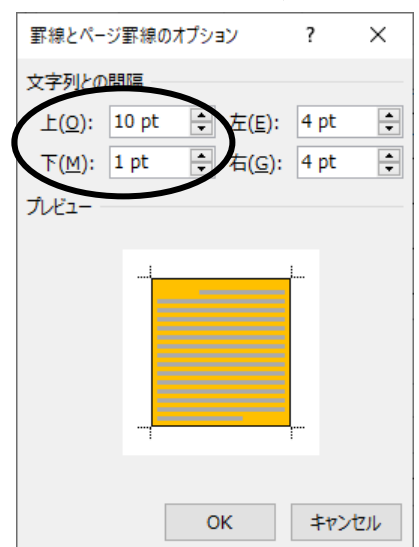 罫線とページ罫線のオプション ? ×
文字列との間隔
上(O): 10 pt 左(E): 4 pt
下(M): 1 pt 右(G): 4 pt
プレビュー
OK キャンセル